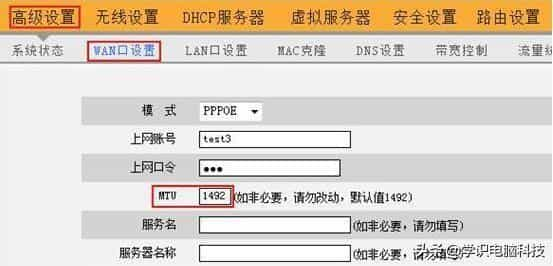 高级设置 无线设置 DHCP服务器 虚拟服务器 安全设置 路由设置
系统状态 WAN口设置 LAN口设置 MAC克隆 DNS设置 带宽控制 流量统
模 式 PPPOE
上网账号 test3
上网口令 ●●●
MTU 1492 (如非必要，请勿改动，默认值1492)
服务名 (如非必要，请勿填写)
服务器名称 (如非必要，请勿填写)
头条@学识电脑科技